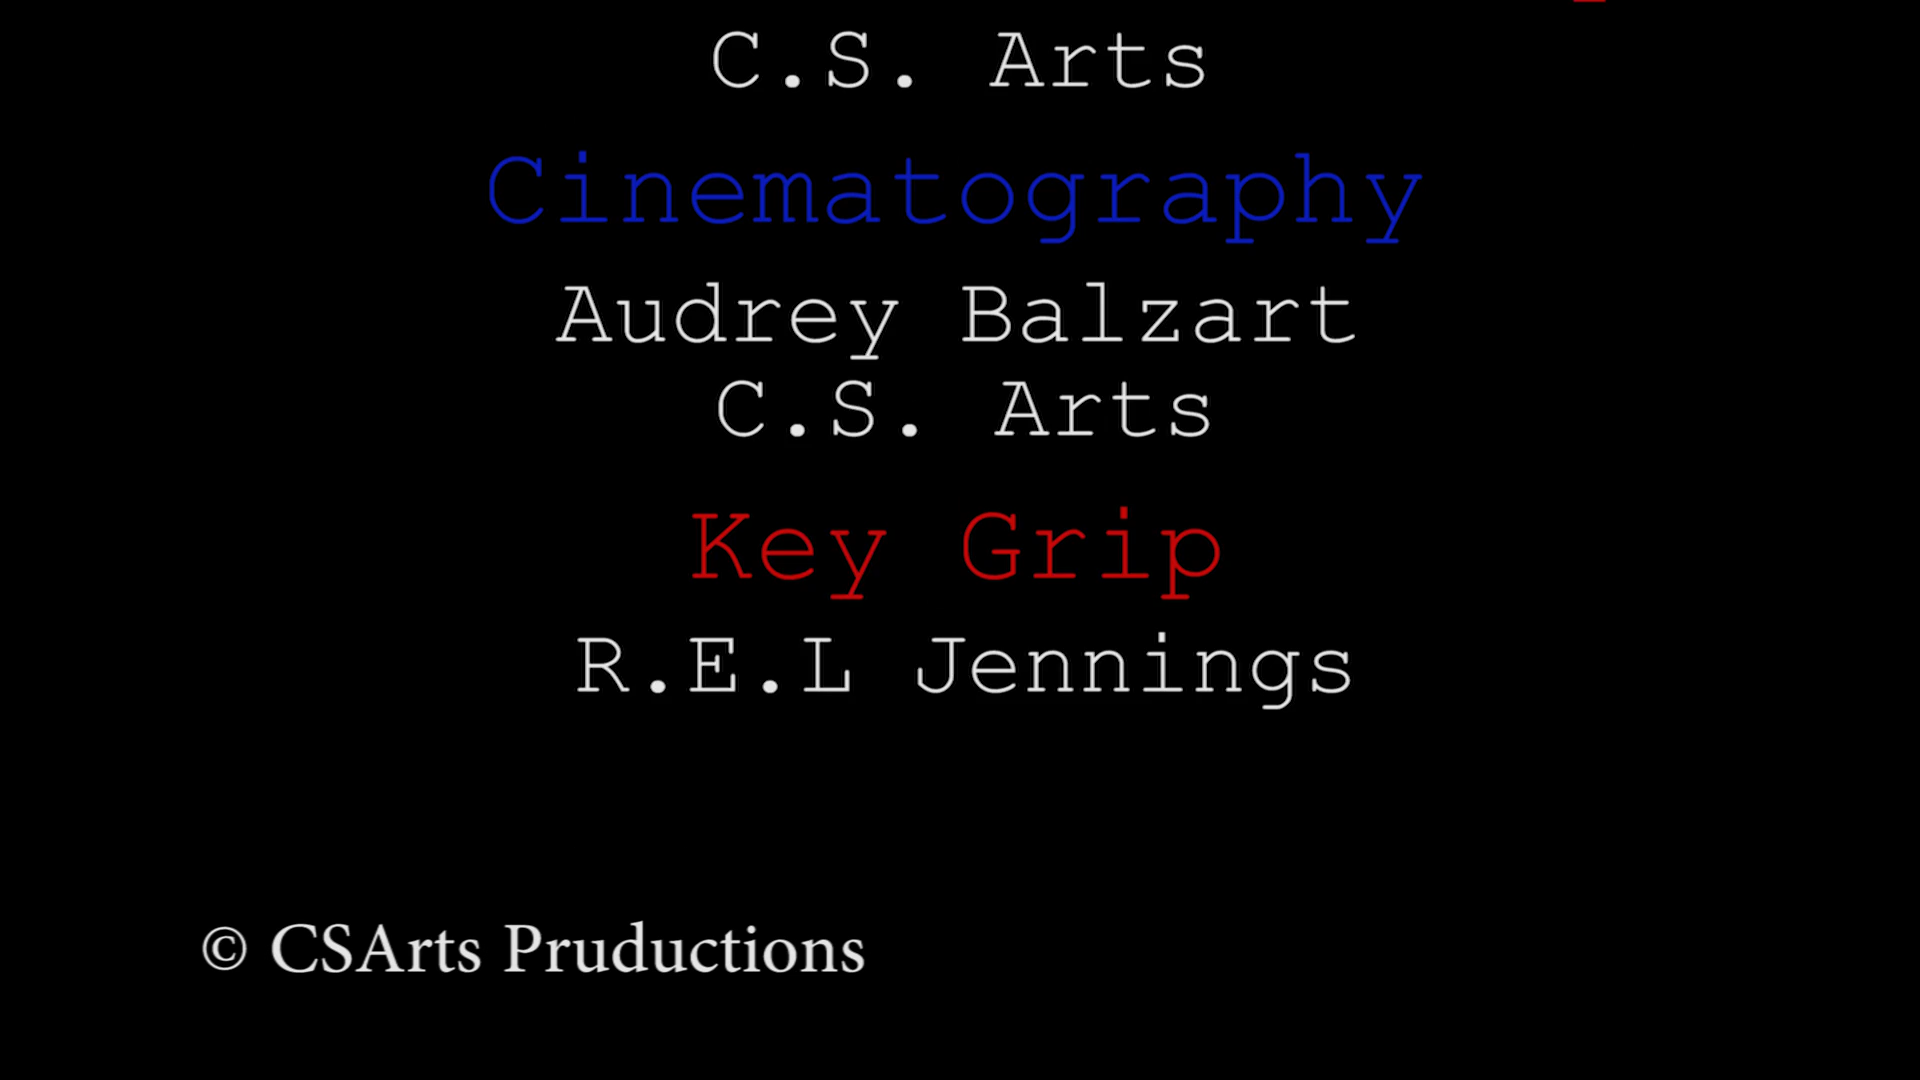 C.S. Arts
Cinematography
Audrey Balzart
C.S. Arts
Key Grip
R.E.L Jennings
© CSArts Pruductions